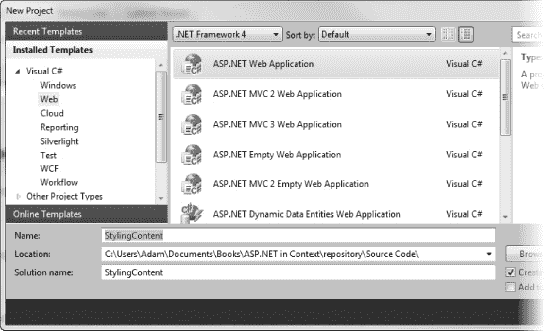 New Project
Recent Templates
.NET Framework 4
Sort by: Default
Installed Templates
Visual C#
Windows
Web
Cloud
Reporting
Silverlight
Test
WCF
Workflow
Other Project Types
Online Templates
ASP.NET Web Application Visual C#
ASP.NET MVC 2 Web Application Visual C#
ASP.NET MVC 3 Web Application Visual C#
ASP.NET Empty Web Application Visual C#
ASP.NET MVC 2 Empty Web Application Visual C#
ASP.NET Dynamic Data Entities Web Application Visual C#
Searc
Type:
A pro
Web
Name: StylingContent
Location: C:\Users\Adam\Documents\Books\ASP.NET in Context\repository\Source Code\
Solution name: StylingContent
Brow
Create
Add